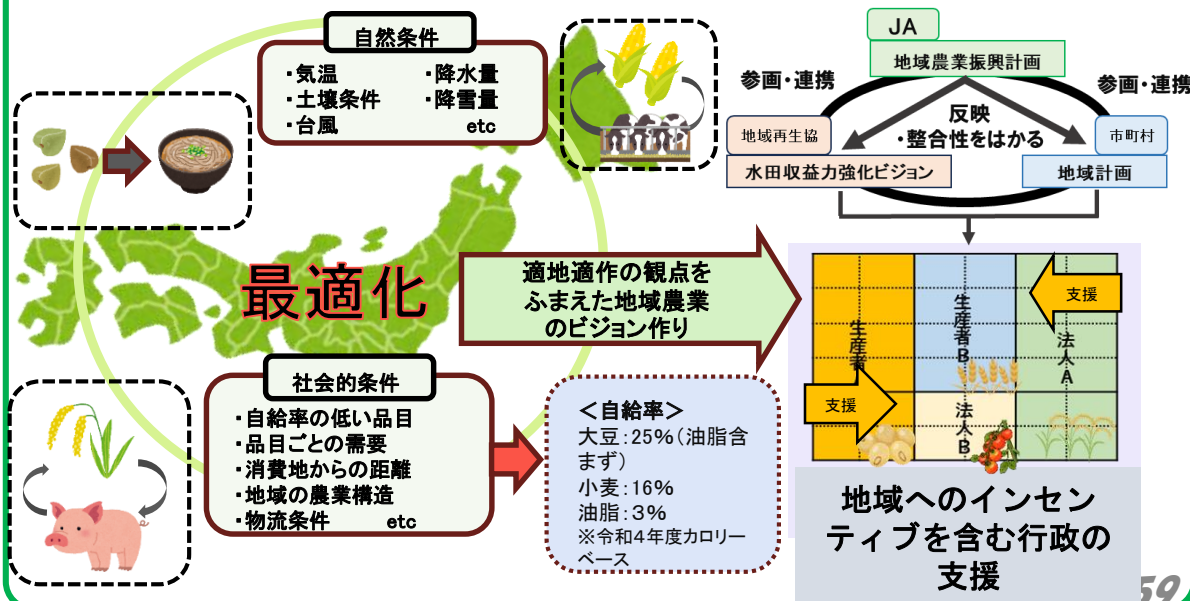 自然条件
・気温　・降水量
・土壌条件　・降雪量
・台風　etc
最適化
社会的条件
・自給率の低い品目
・品目ごとの需要
・消費地からの距離
・地域の農業構造
・物流条件　etc
適地適作の観点を
ふまえた地域農業
のビジョン作り
＜自給率＞
大豆：25%（油脂含
まず）
小麦：16%
油脂：3%
※令和4年度カロリー
ベース
JA
地域農業振興計画
参画・連携
参画・連携
反映
・整合性をはかる
地域再生協
水田収益力強化ビジョン
市町村
地域計画
生産者
生産者B
法人A
法人B
支援
支援
地域へのインセン
ティブを含む行政の
支援
59